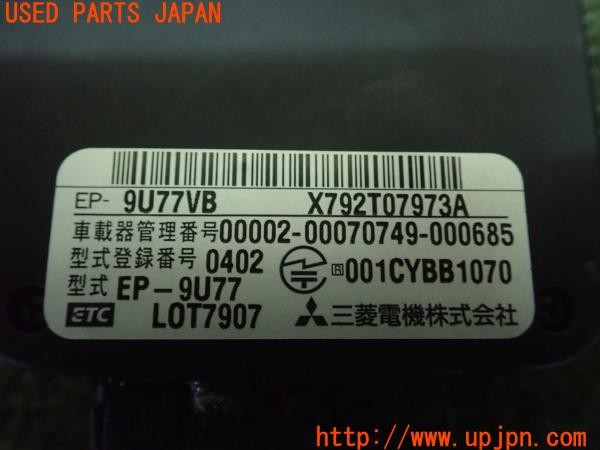 USED PARTS JAPAN
EP- 9U77VB X792T07973A
車載器管理番号00002-00070749-000685
型式登録番号 0402 R 001CYBB1070
型式 EP-9U77
ETC LOT7907 三菱電機株式会社
(株)UPJ
www.upjpn.com